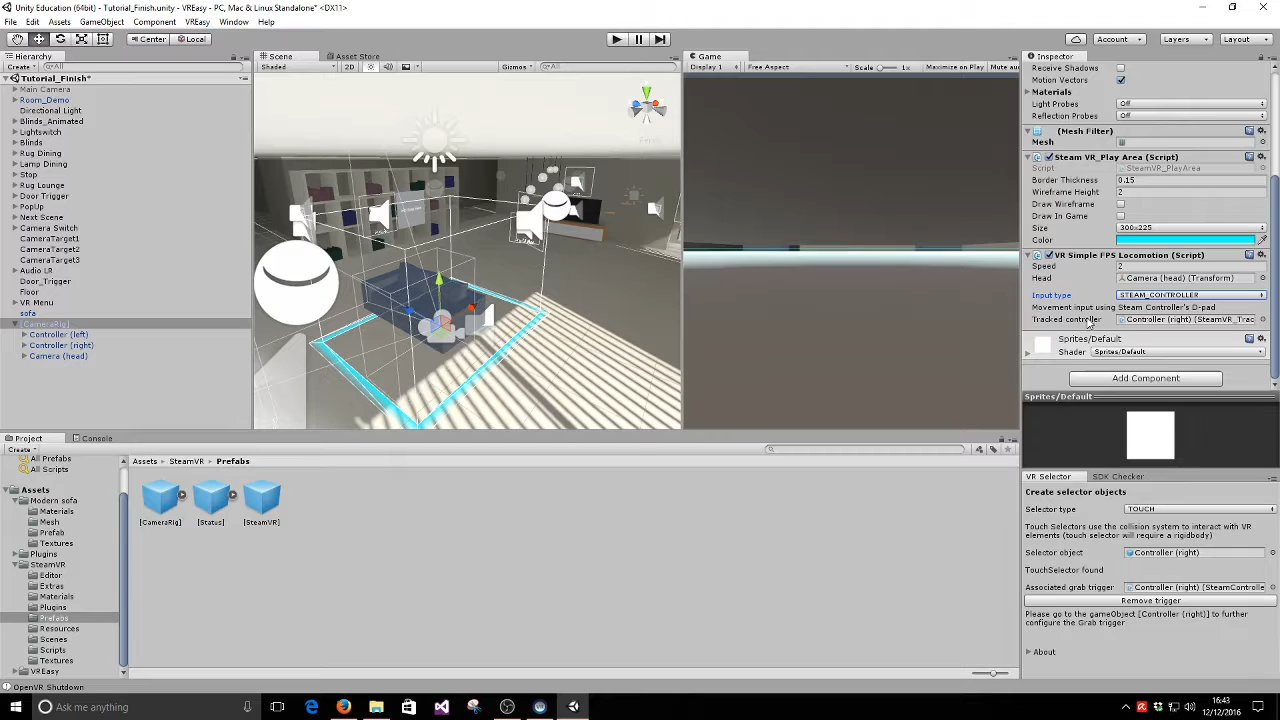 Unity Education (64bit) - Tutorial_Finish.unity - VREasy - PC, Mac & Linux Standalone* <DX11>
File Edit Assets GameObject Component VREasy Window Help
Center Local Account Layers Layout
Hierarchy Scene Asset Store Game Inspector
Create All Shaded 2D Gizmos All Display 1 Free Aspect Scale 1x Maximize on Play Mute au
Tutorial_Finish*
Main Camera
Room_Demo
Directional Light
Blinds_Animated
Lightswitch
Blinds
Rug Dining
Lamp Dining
Stop
Rug Lounge
Door Trigger
PopUp
Next Scene
Camera Switch
CameraTarget1
CameraTarget2
CameraTarget3
Audio LR
Door_Trigger
Floor
VR Menu
sofa
[CameraRig]
Controller (left)
Controller (right)
Camera (head)
Persp
Receive Shadows
Motion Vectors
Materials
Light Probes Off
Reflection Probes Off
(Mesh Filter)
Mesh
Steam VR_Play Area (Script)
Script SteamVR_PlayArea
Border Thickness 0.15
Wireframe Height 2
Draw Wireframe
Draw In Game
Size 300x225
Color
VR Simple FPS Locomotion (Script)
Speed 2
Head Camera (head) (Transform)
Input type STEAM_CONTROLLER
Movement input using Steam Controller's D-pad
Tracked controller Controller (right) (SteamVR_Trac
Sprites/Default
Shader Sprites/Default
Add Component
Sprites/Default
VR Selector SDK Checker
Create selector objects
Selector type TOUCH
Touch Selectors use the collision system to interact with VR
elements (touch selector will require a rigidbody)
Selector object Controller (right)
TouchSelector found
Associated grab trigger Controller (right) (SteamControlle
Remove trigger
Please go to the gameObject [Controller (right)] to further
configure the Grab trigger
About
Project Console
Create
All Prefabs
All Scripts
Assets
Modern sofa
Materials
Mesh
Prefab
Textures
Plugins
SteamVR
Editor
Extras
Materials
Plugins
Prefabs
Resources
Scenes
Scripts
Textures
VREasy
Assets SteamVR Prefabs
[CameraRig] [Status] [SteamVR]
OpenVR Shutdown
Ask me anything
16:43
12/12/2016